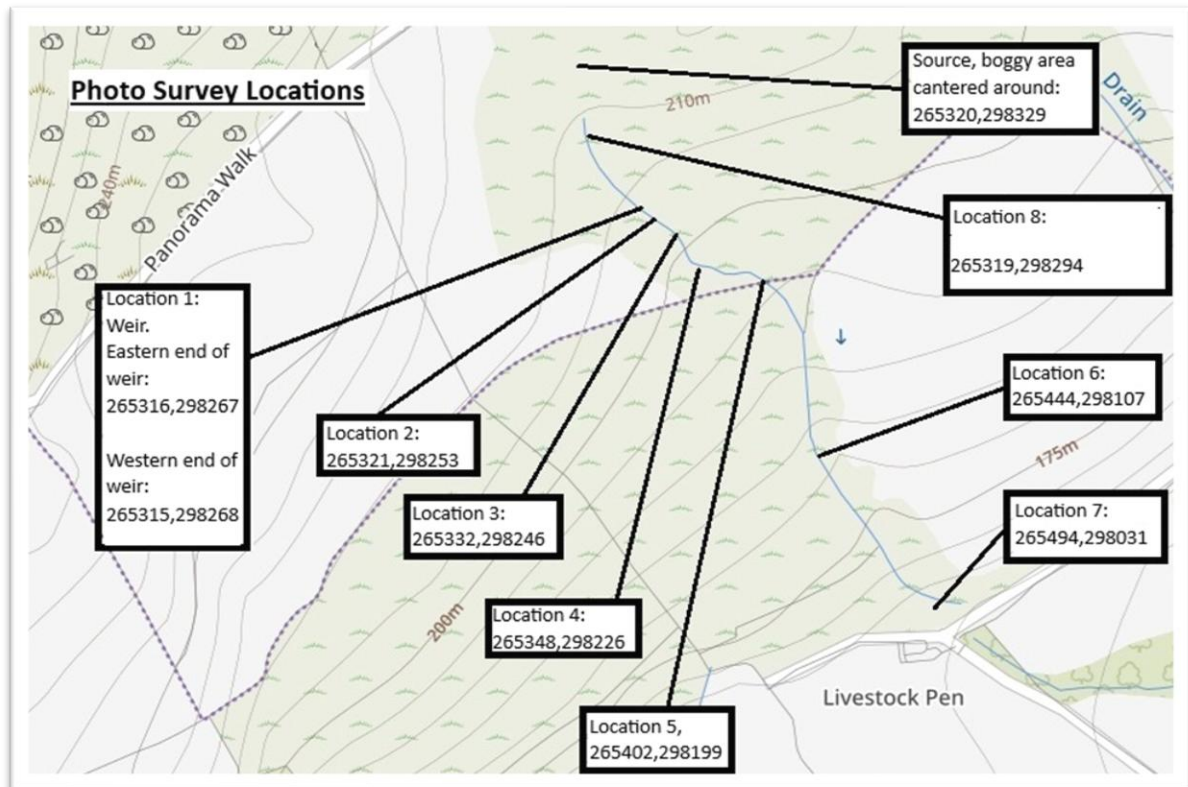 Photo Survey Locations
Source, boggy area
cantered around:
265320,298329
Drain
210m
240m
Panorama Walk
Location 8:
265319,298294
Location 1:
Weir.
Eastern end of
weir:
265316,298267
Western end of
weir:
265315,298268
Location 6:
265444,298107
Location 2:
265321,298253
175m
Location 3:
265332,298246
Location 7:
265494,298031
Location 4:
265348,298226
200m
Livestock Pen
Location 5,
265402,298199